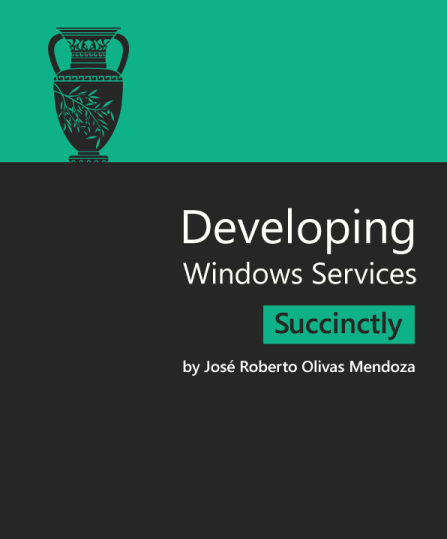 Developing
Windows Services
Succinctly
by José Roberto Olivas Mendoza